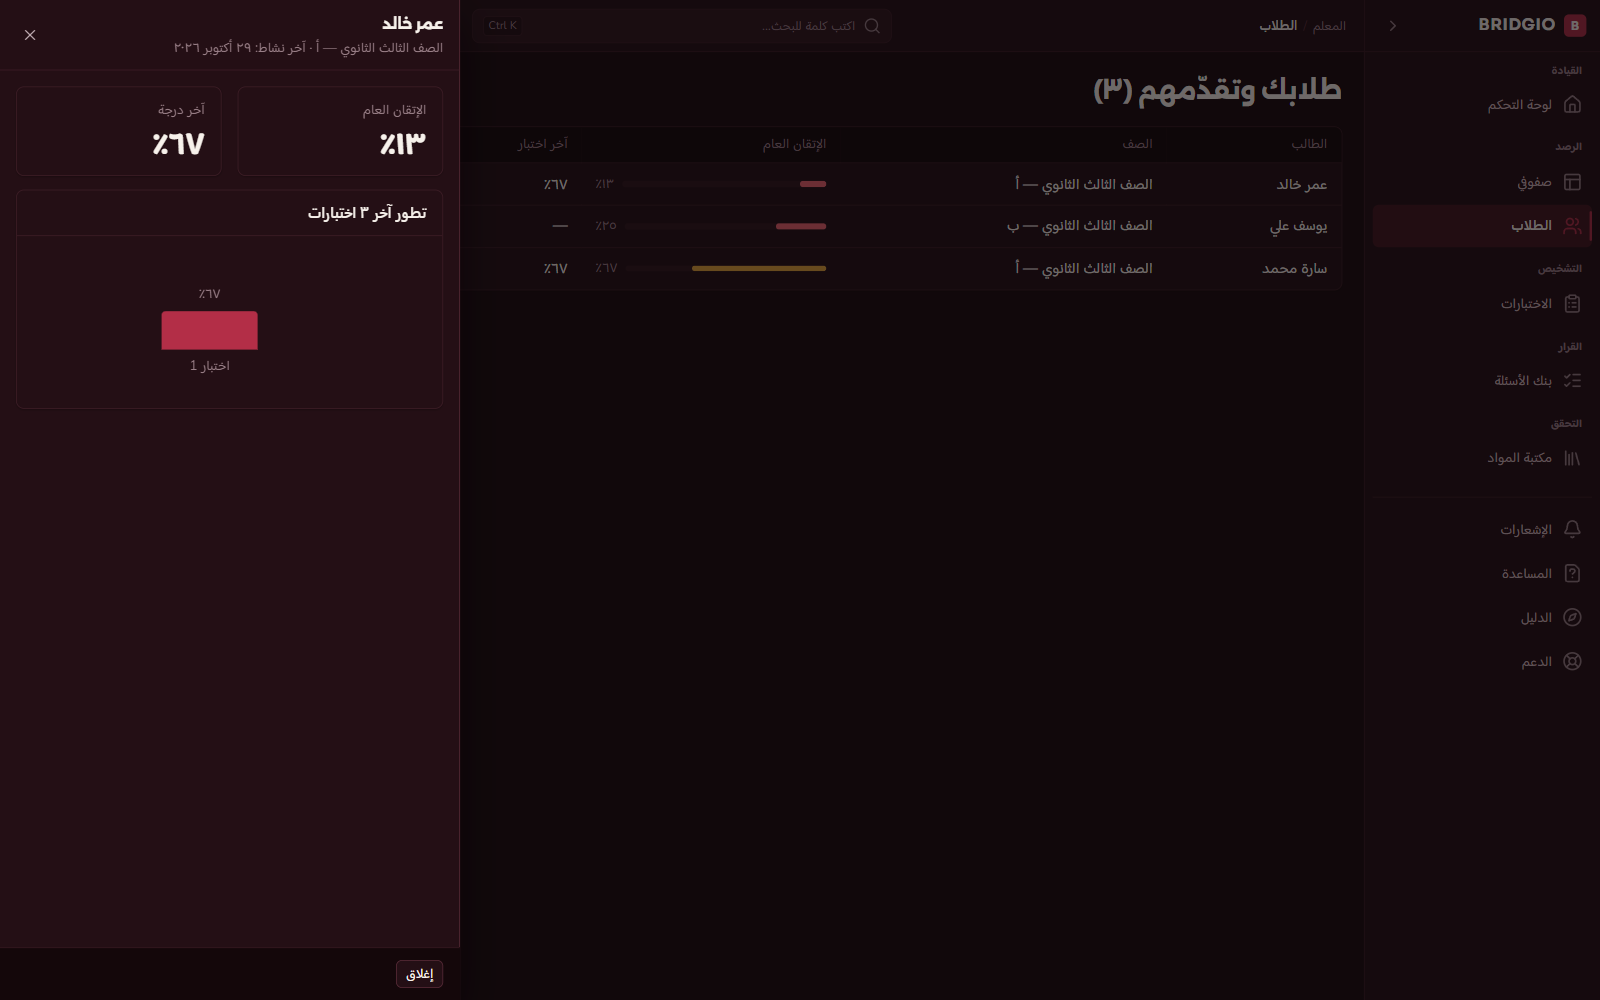 BRIDGIO
B
القيادة
لوحة التحكم
الرصد
صفوفي
الطلاب
التشخيص
الاختبارات
القرار
بنك الأسئلة
التحقق
مكتبة المواد
الإشعارات
المساعدة
الدليل
الدعم
المعلم / الطلاب
اكتب كلمة للبحث...
Ctrl K
طلابك وتقدّمهم (٣)
الطالب الصف الإتقان العام آخر اختبار
عمر خالد الصف الثالث الثانوي — أ ١٣٪ ٦٧٪
يوسف علي الصف الثالث الثانوي — ب ٢٥٪ —
سارة محمد الصف الثالث الثانوي — أ ٦٧٪ ٦٧٪
عمر خالد
الصف الثالث الثانوي — أ · آخر نشاط: ٢٩ أكتوبر ٢٠٢٦
الإتقان العام
١٣٪
آخر درجة
٦٧٪
تطور آخر ٣ اختبارات
٦٧٪
اختبار 1
إغلاق